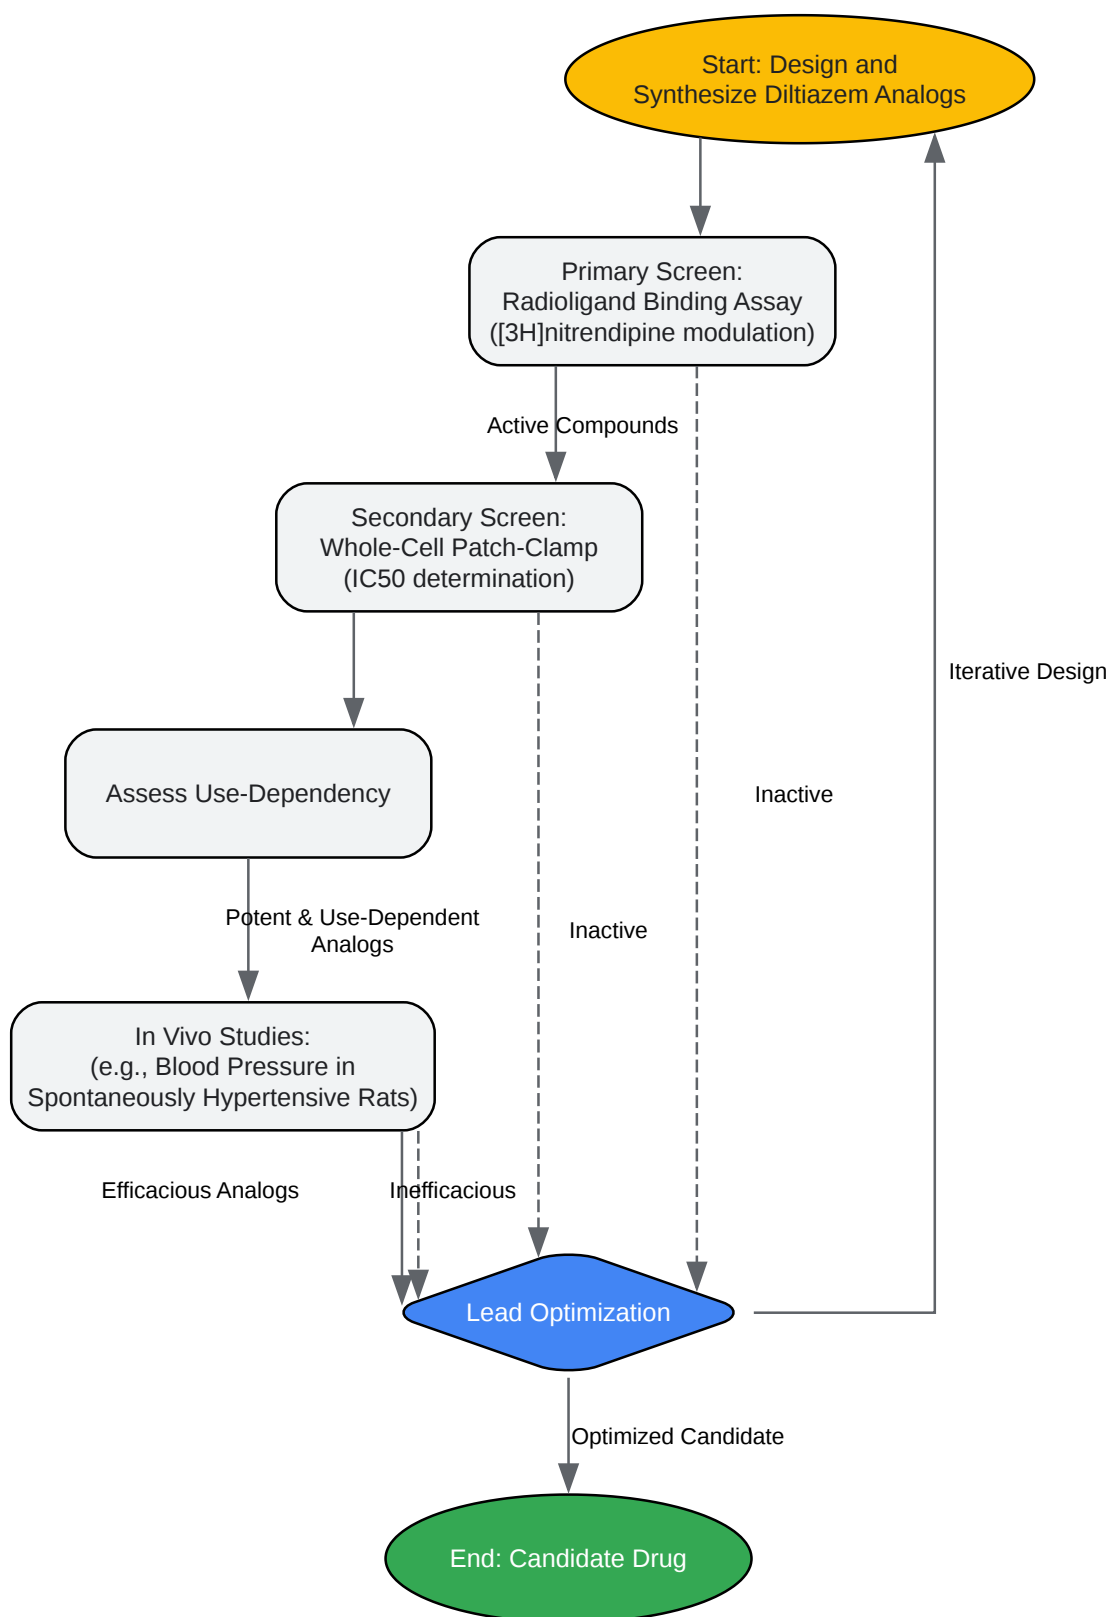 Start: Design and
Synthesize Diltiazem Analogs
Primary Screen:
Radioligand Binding Assay
([3H]nitrendipine modulation)
Active Compounds
Secondary Screen:
Whole-Cell Patch-Clamp
(IC50 determination)
Iterative Design
Assess Use-Dependency
Inactive
Potent & Use-Dependent
Analogs
Inactive
In Vivo Studies:
(e.g., Blood Pressure in
Spontaneously Hypertensive Rats)
Efficacious Analogs
Inefficacious
Lead Optimization
Optimized Candidate
End: Candidate Drug